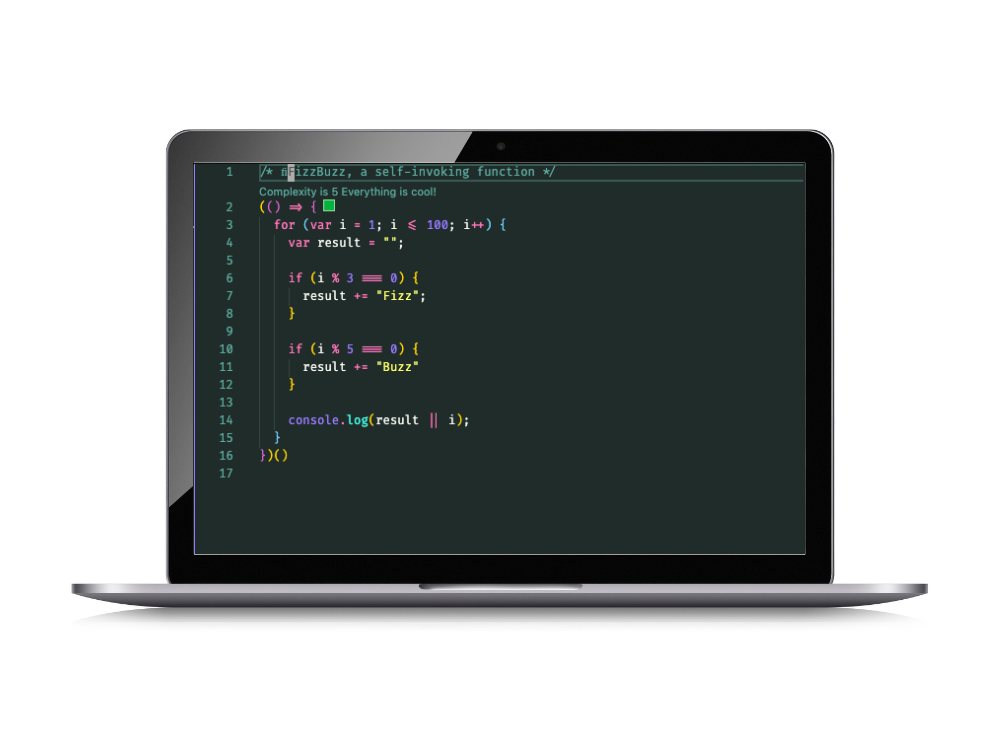 1 /* fiFizzBuzz, a self-invoking function */
Complexity is 5 Everything is cool!
2 (() => {
3 for (var i = 1; i <= 100; i++) {
4 var result = "";
5
6 if (i % 3 === 0) {
7 result += "Fizz";
8 }
9
10 if (i % 5 === 0) {
11 result += "Buzz"
12 }
13
14 console.log(result || i);
15 }
16 })()
17